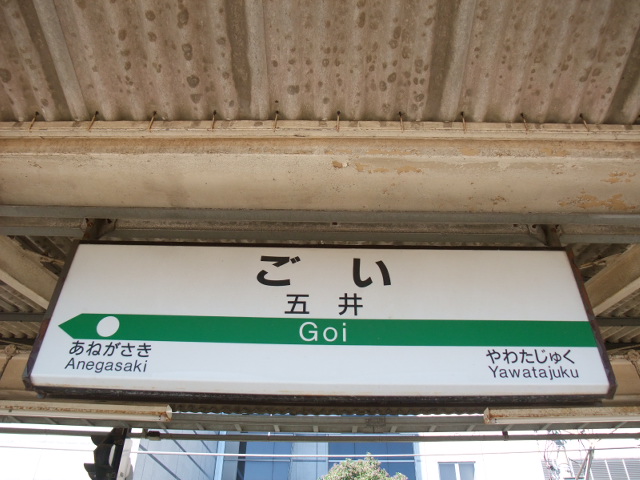 ごい
五井
Goi
あねがさき
Anegasaki
やわたじゅく
Yawatajuku